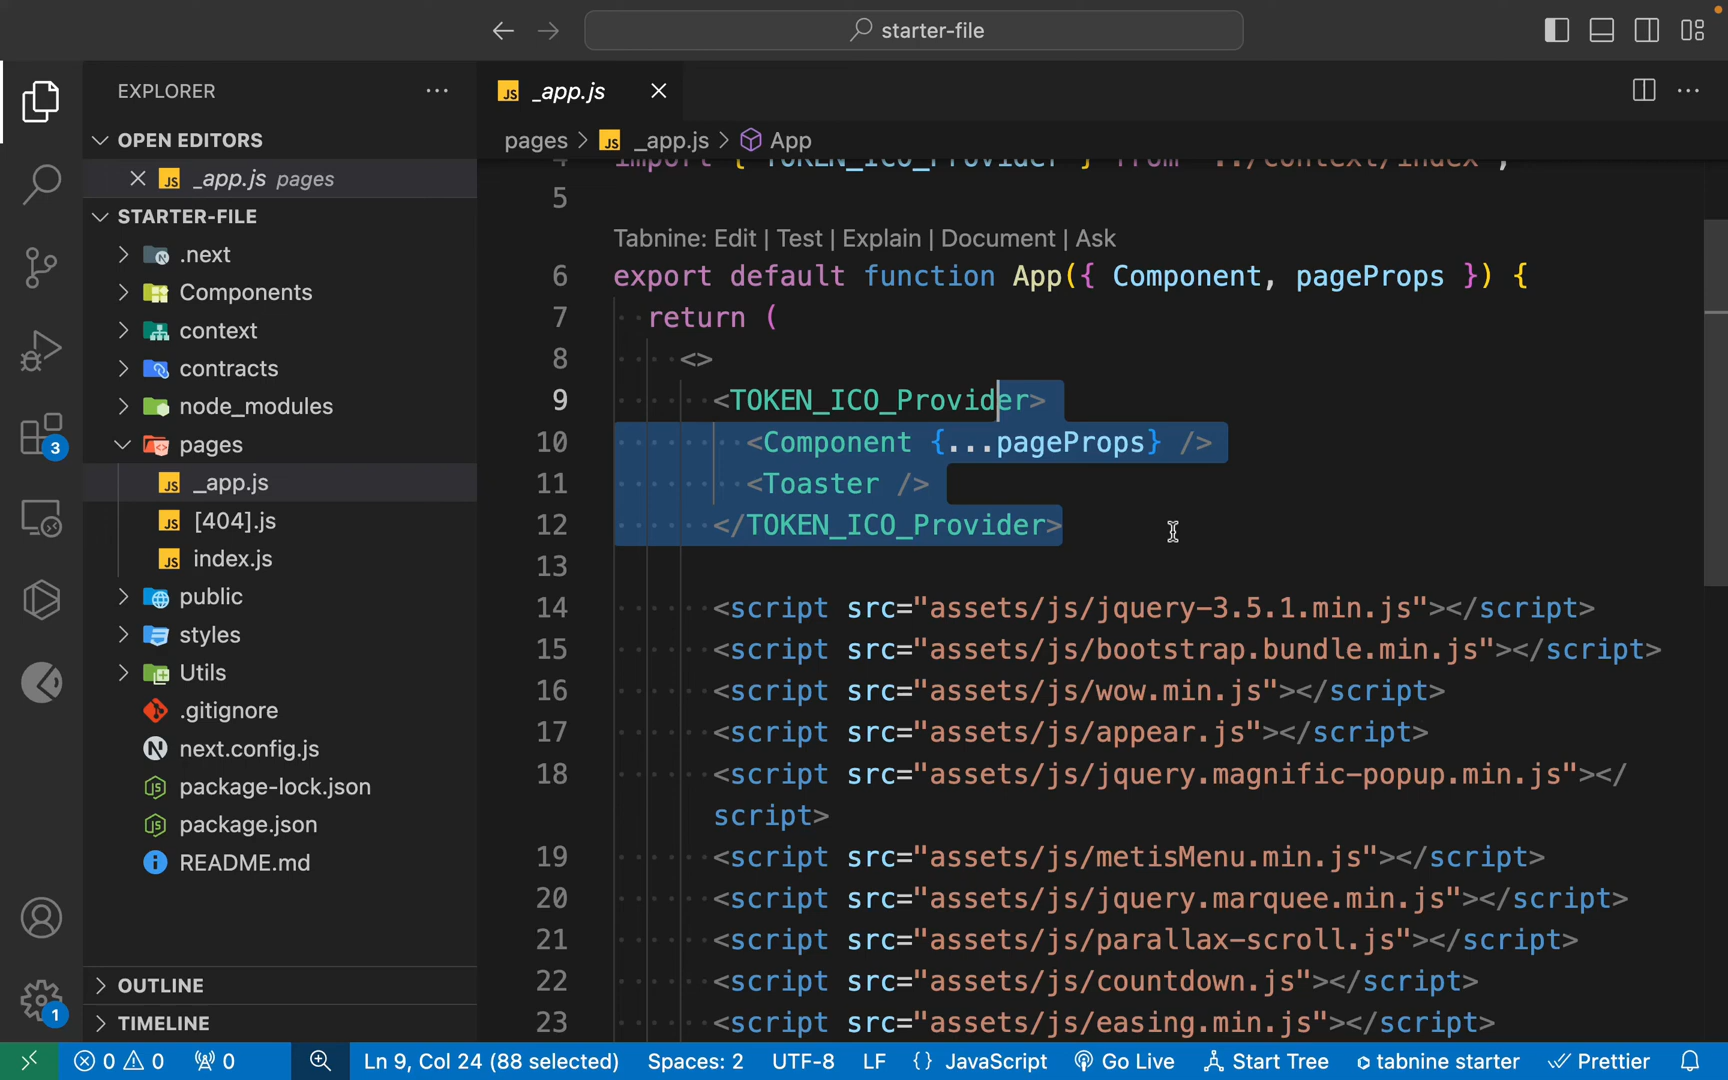 starter-file
EXPLORER
_app.js
OPEN EDITORS
_app.js pages
pages > _app.js > App
STARTER-FILE
.next
Components
context
contracts
node_modules
pages
_app.js
[404].js
index.js
public
styles
Utils
.gitignore
next.config.js
package-lock.json
package.json
README.md
OUTLINE
TIMELINE
3
1
4 import { TOKEN_ICO_Provider } from "../context/index";
5
Tabnine: Edit | Test | Explain | Document | Ask
6 export default function App({ Component, pageProps }) {
7 return (
8 <>
9 <TOKEN_ICO_Provider>
10 <Component {...pageProps} />
11 <Toaster />
12 </TOKEN_ICO_Provider>
13
14 <script src="assets/js/jquery-3.5.1.min.js"></script>
15 <script src="assets/js/bootstrap.bundle.min.js"></script>
16 <script src="assets/js/wow.min.js"></script>
17 <script src="assets/js/appear.js"></script>
18 <script src="assets/js/jquery.magnific-popup.min.js"></
script>
19 <script src="assets/js/metisMenu.min.js"></script>
20 <script src="assets/js/jquery.marquee.min.js"></script>
21 <script src="assets/js/parallax-scroll.js"></script>
22 <script src="assets/js/countdown.js"></script>
23 <script src="assets/js/easing.min.js"></script>
0 0 0 Ln 9, Col 24 (88 selected) Spaces: 2 UTF-8 LF {} JavaScript Go Live Start Tree tabnine starter Prettier